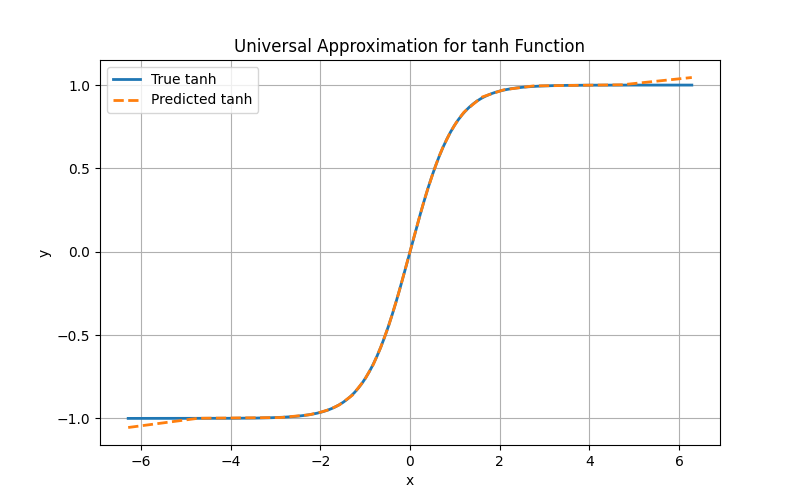 Universal Approximation for tanh Function
True tanh
Predicted tanh
1.0
0.5
0.0
−0.5
−1.0
y
−6
−4
−2
0
2
4
6
x